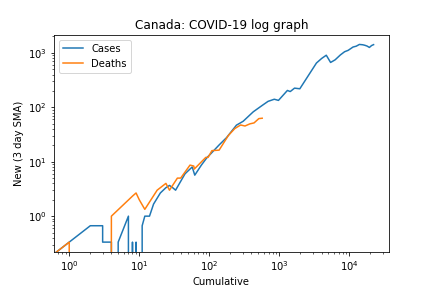 Canada: COVID-19 log graph
Cases
Deaths
New (3 day SMA)
10³
10²
10¹
10⁰
10⁰ 10¹ 10² 10³ 10⁴
Cumulative